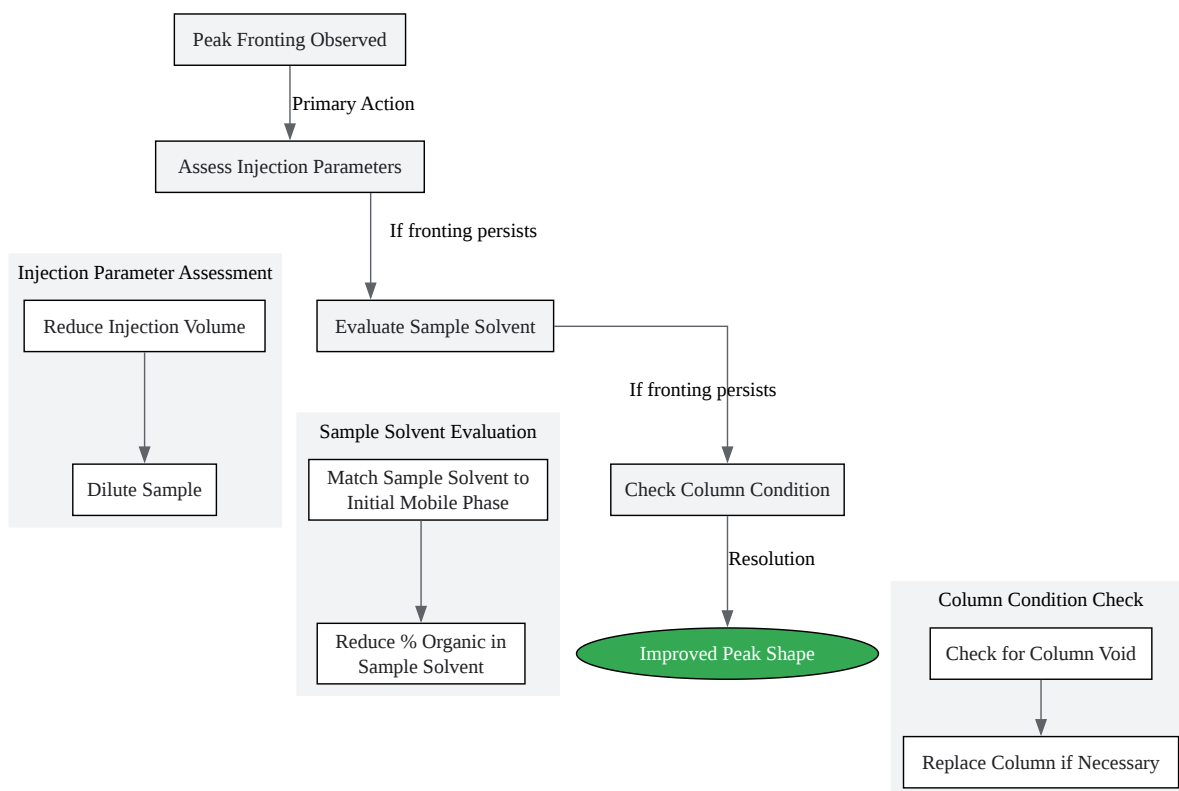 Peak Fronting Observed
Primary Action
Assess Injection Parameters
If fronting persists
Injection Parameter Assessment
Reduce Injection Volume
Evaluate Sample Solvent
If fronting persists
Sample Solvent Evaluation
Match Sample Solvent to
Initial Mobile Phase
Dilute Sample
Check Column Condition
Resolution
Column Condition Check
Reduce % Organic in
Sample Solvent
Improved Peak Shape
Check for Column Void
Replace Column if Necessary